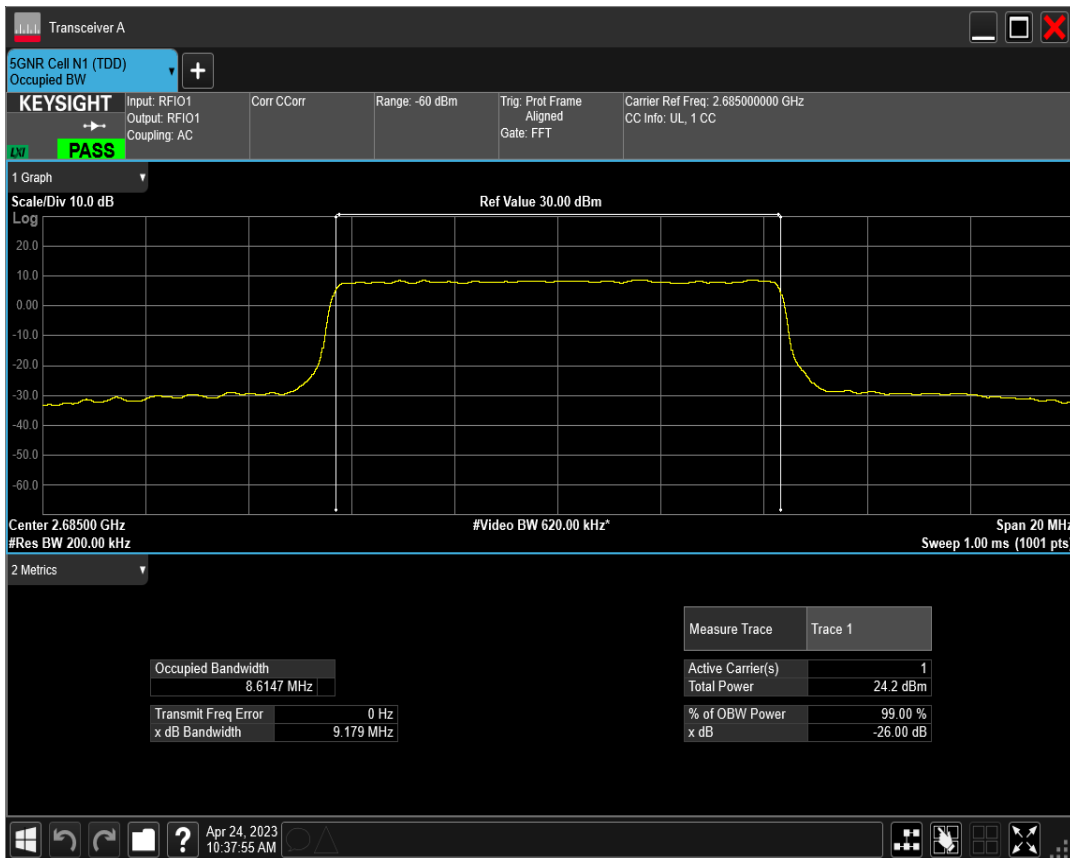 Transceiver A
5GNR Cell N1 (TDD)
Occupied BW
+
KEYSIGHT
LXI
PASS
Input: RFIO1
Output: RFIO1
Coupling: AC
Corr CCorr
Range: -60 dBm
Trig: Prot Frame
Aligned
Gate: FFT
Carrier Ref Freq: 2.685000000 GHz
CC Info: UL, 1 CC
1 Graph
Scale/Div 10.0 dB
Ref Value 30.00 dBm
Log
20.0
10.0
0.00
-10.0
-20.0
-30.0
-40.0
-50.0
-60.0
Center 2.68500 GHz
#Video BW 620.00 kHz*
Span 20 MHz
#Res BW 200.00 kHz
Sweep 1.00 ms (1001 pts)
2 Metrics
Measure Trace Trace 1
Occupied Bandwidth
8.6147 MHz
Active Carrier(s) 1
Total Power 24.2 dBm
Transmit Freq Error 0 Hz
x dB Bandwidth 9.179 MHz
% of OBW Power 99.00 %
x dB -26.00 dB
?
Apr 24, 2023
10:37:55 AM